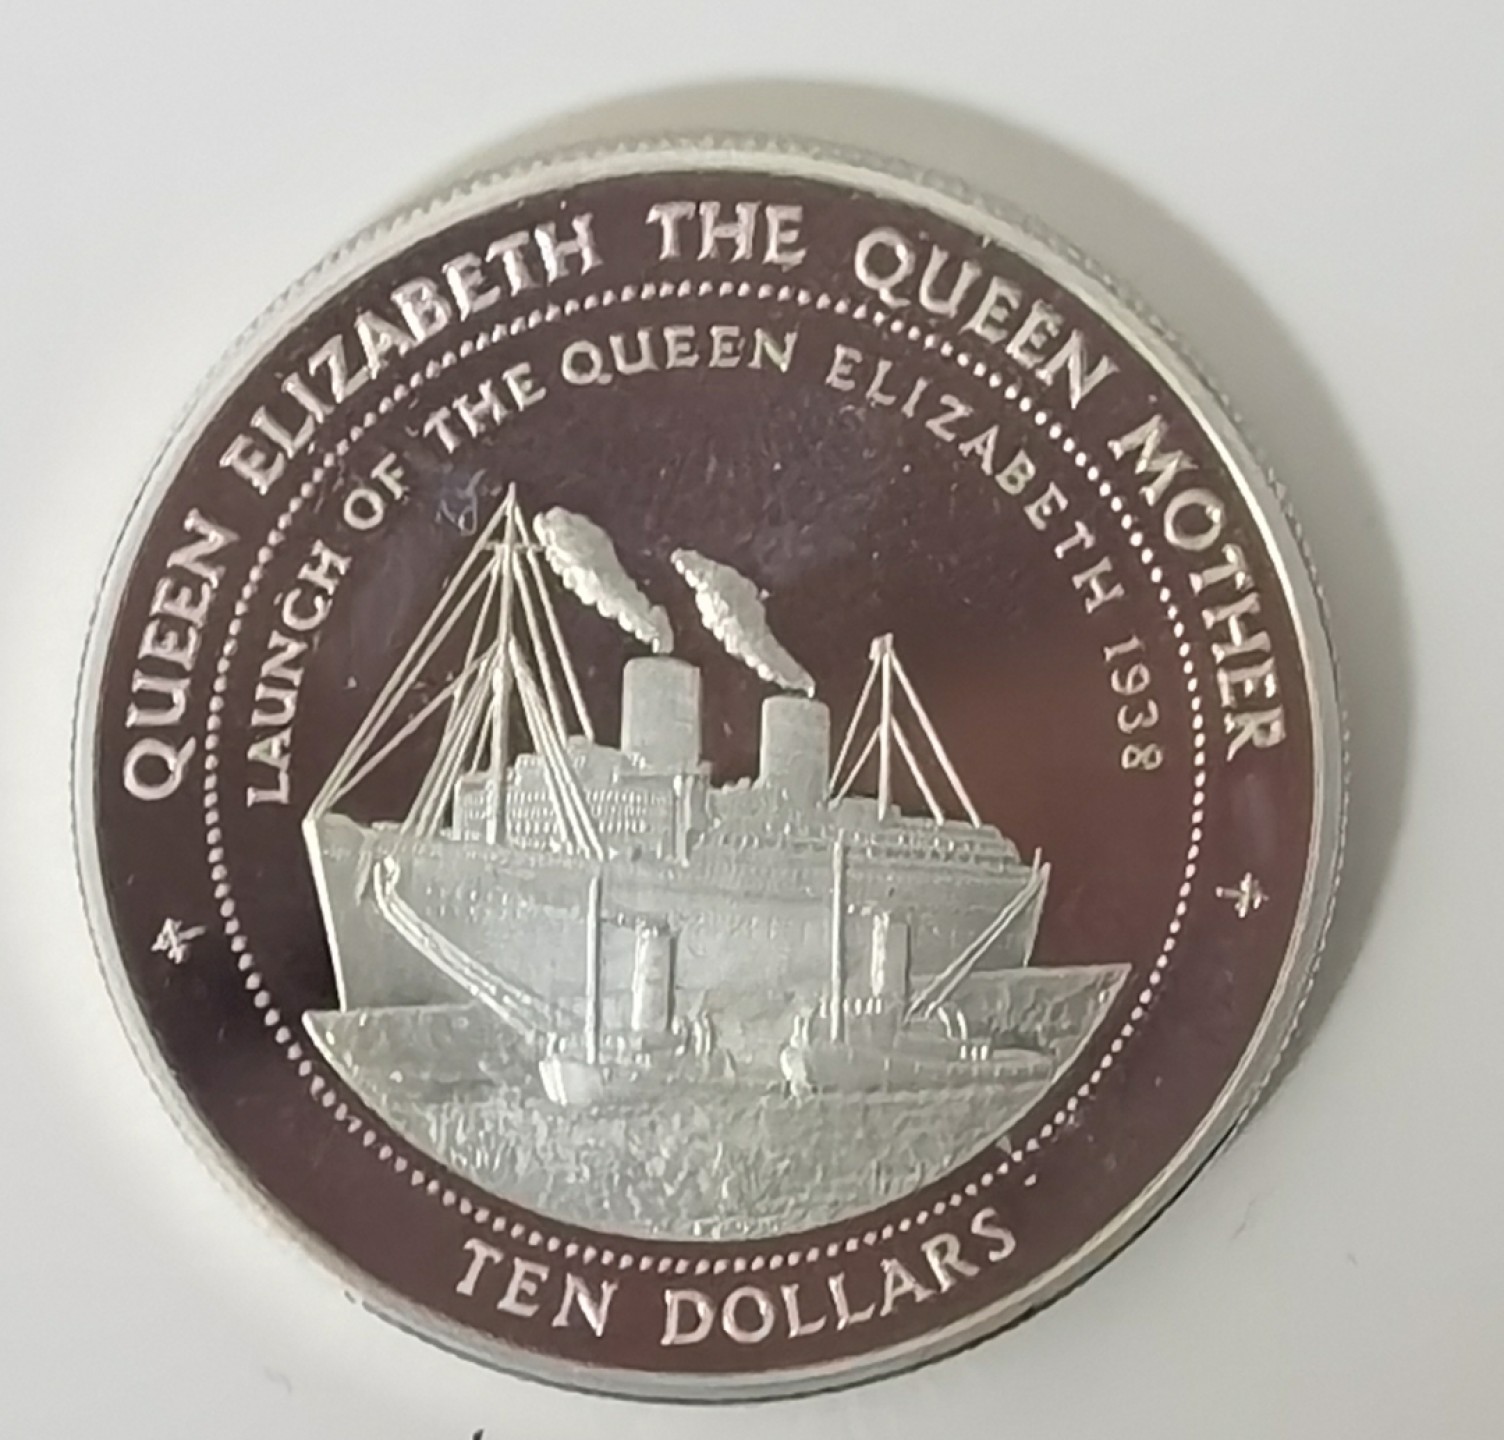 QUEEN ELIZABETH THE QUEEN MOTHER
LAUNCH OF THE QUEEN ELIZABETH 1938
TEN DOLLARS